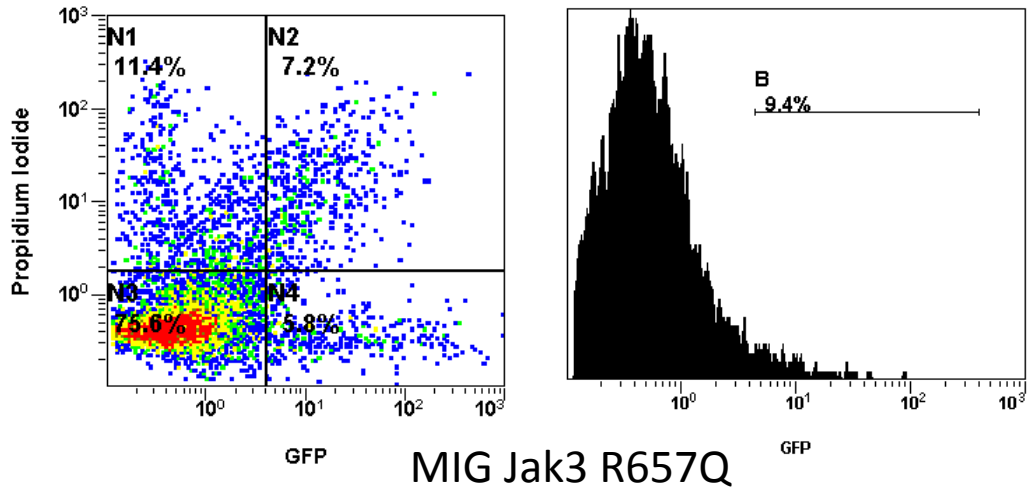 10³
N1
11.4%
N2
7.2%
10²
Propidium Iodide
10¹
10⁰
N3
75.6%
N4
5.8%
10⁰ 10¹ 10² 10³
GFP
B
9.4%
10⁰ 10¹ 10² 10³
GFP
MIG Jak3 R657Q